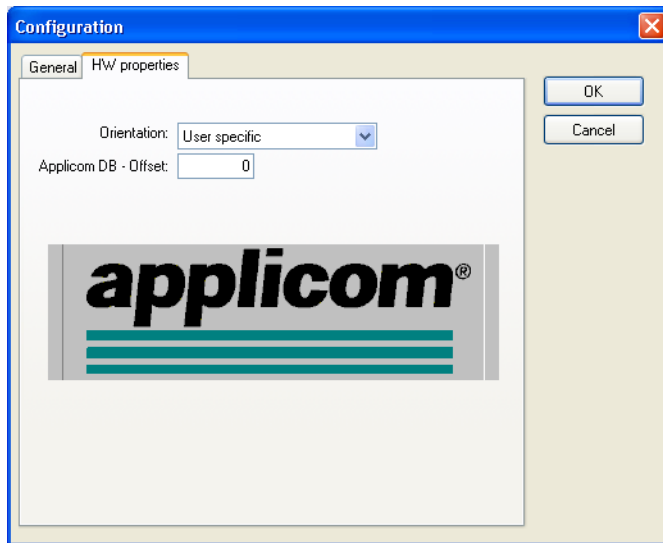 Configuration
General HW properties
OK
Orientation: User specific
Cancel
Applicom DB - Offset: 0
applicom®